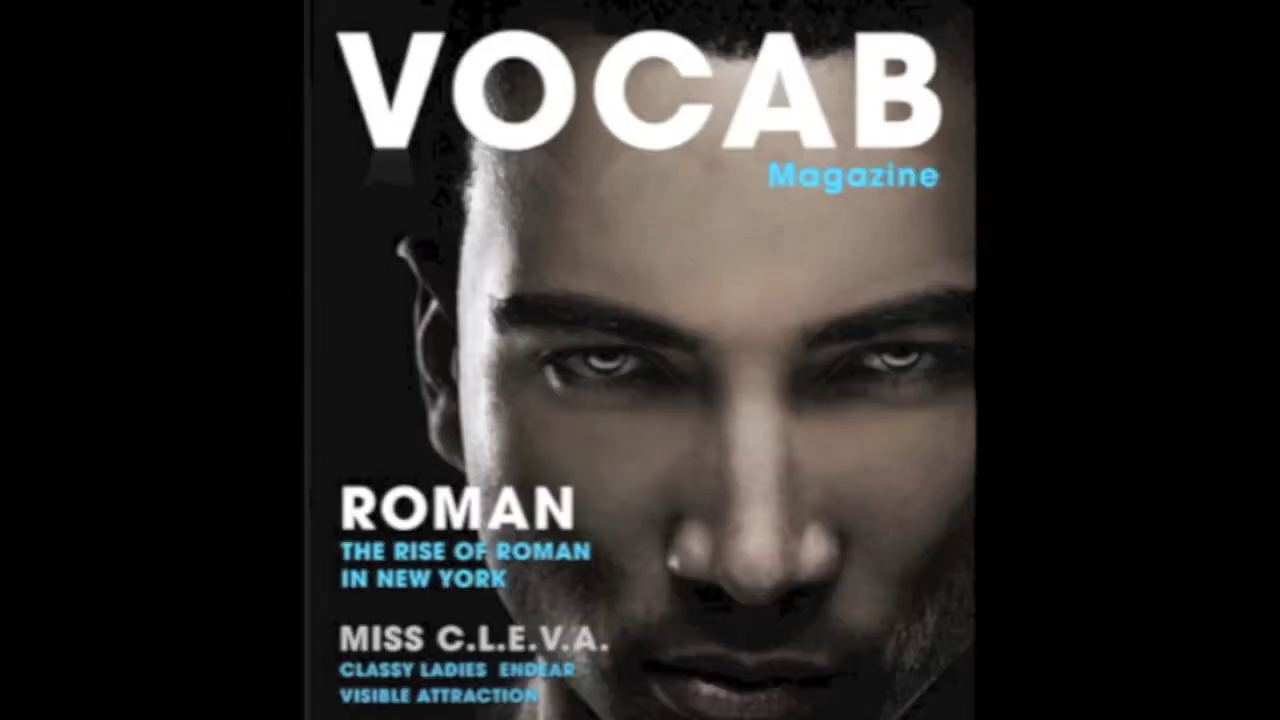 VOCAB
Magazine
ROMAN
THE RISE OF ROMAN
IN NEW YORK
MISS C.L.E.V.A.
CLASSY LADIES ENDEAR
VISIBLE ATTRACTION